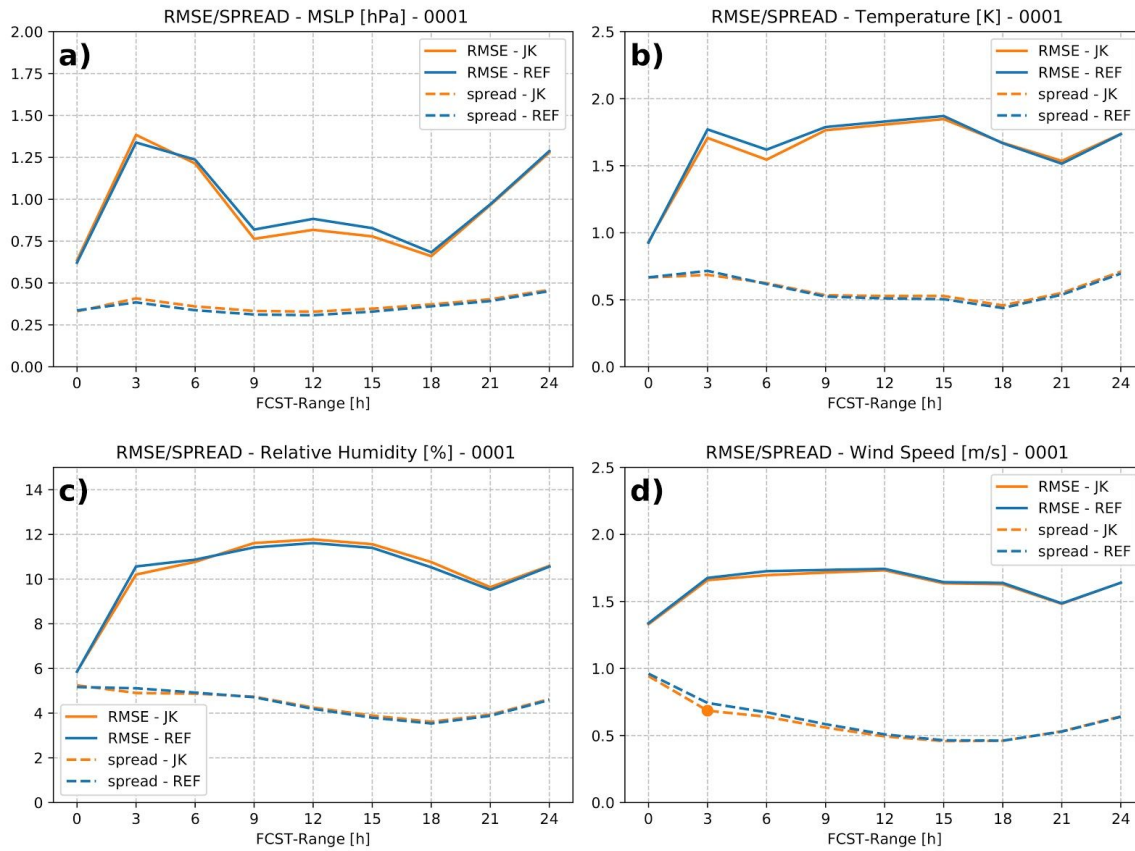 RMSE/SPREAD - MSLP [hPa] - 0001
a)
RMSE - JK
RMSE - REF
spread - JK
spread - REF
2.00
1.75
1.50
1.25
1.00
0.75
0.50
0.25
0.00
0 3 6 9 12 15 18 21 24
FCST-Range [h]
RMSE/SPREAD - Temperature [K] - 0001
b)
RMSE - JK
RMSE - REF
spread - JK
spread - REF
2.5
2.0
1.5
1.0
0.5
0.0
0 3 6 9 12 15 18 21 24
FCST-Range [h]
RMSE/SPREAD - Relative Humidity [%] - 0001
c)
14
12
10
8
6
4
2
0
RMSE - JK
RMSE - REF
spread - JK
spread - REF
0 3 6 9 12 15 18 21 24
FCST-Range [h]
RMSE/SPREAD - Wind Speed [m/s] - 0001
d)
RMSE - JK
RMSE - REF
spread - JK
spread - REF
2.5
2.0
1.5
1.0
0.5
0.0
0 3 6 9 12 15 18 21 24
FCST-Range [h]